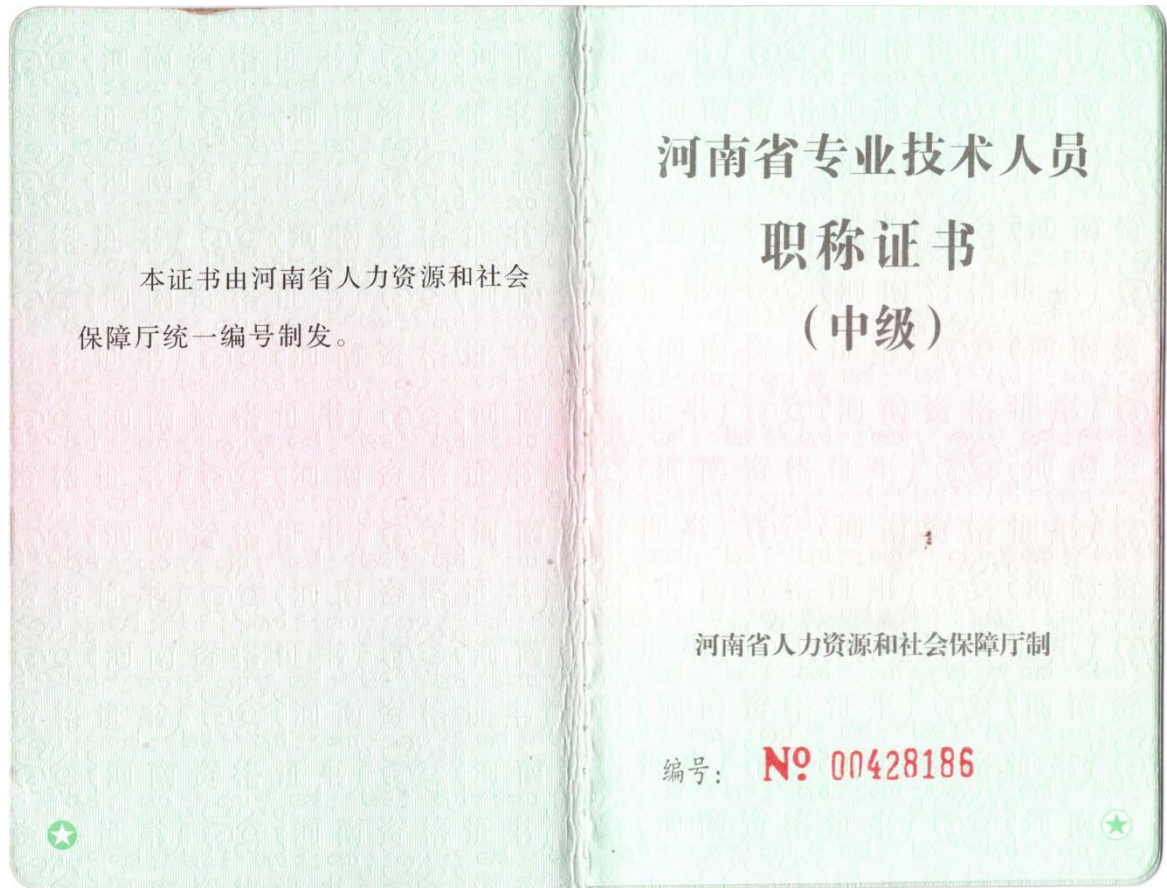 本证书由河南省人力资源和社会
保障厅统一编号制发。
河南省专业技术人员
职称证书
（中级）
河南省人力资源和社会保障厅制
编号： № 00428186